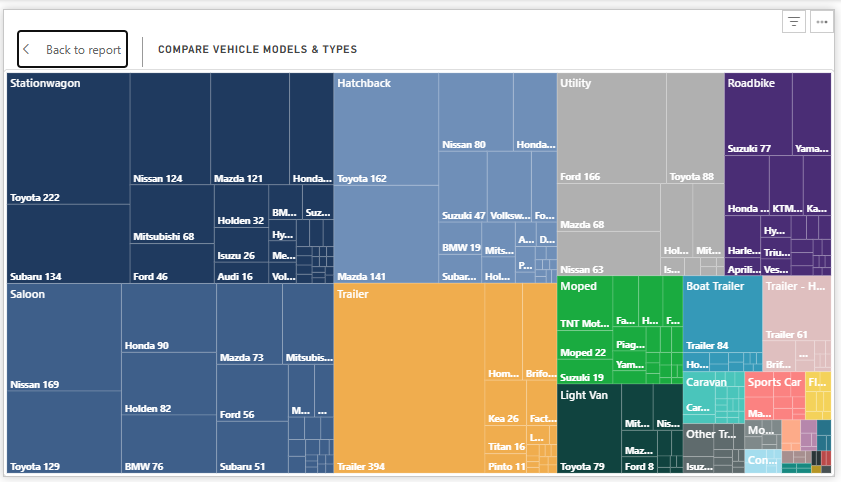 Back to report
COMPARE VEHICLE MODELS & TYPES
Stationwagon
Toyota 222
Subaru 134
Nissan 124
Mitsubishi 68
Ford 46
Mazda 121
Honda...
Holden 32
Isuzu 26
Audi 16
BM...
Suz...
Hy...
Me...
Vol...
Hatchback
Toyota 162
Mazda 141
Nissan 80
Honda...
Suzuki 47
Volksw...
Fo...
BMW 19
Mits...
A...
D...
P...
Subar...
Hol...
Utility
Ford 166
Toyota 88
Mazda 68
Nissan 63
Hol...
Mit...
Is...
Roadbike
Suzuki 77
Yama...
Honda ...
KTM...
Ka...
Harle...
Hy...
Triu...
Aprili...
Ves...
Saloon
Nissan 169
Toyota 129
Honda 90
Holden 82
BMW 76
Mazda 73
Mitsubis...
Ford 56
Subaru 51
M...
...
Trailer
Trailer 394
Hom...
Brifo...
Kea 26
Fact...
Titan 16
L...
Pinto 11
Moped
TNT Mot...
Fa...
H...
F...
Moped 22
Piag...
Yam...
Suzuki 19
Boat Trailer
Trailer 84
Ho...
Trailer - H...
Trailer 61
Brif...
...
Light Van
Toyota 79
Mit...
Nis...
Maz...
Ford 8
Caravan
Car...
Sports Car
Ma...
Fl...
Other Tr...
Isuz...
Mo...
Con...